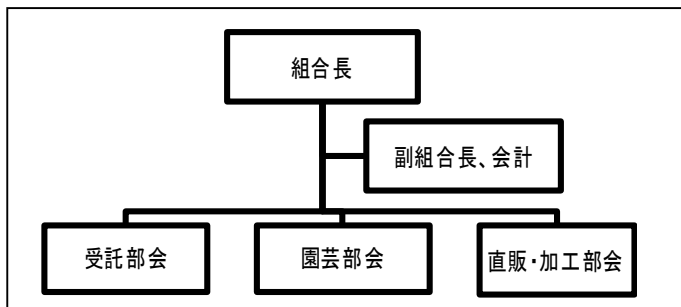 組合長
副組合長、会計
受託部会
園芸部会
直販・加工部会